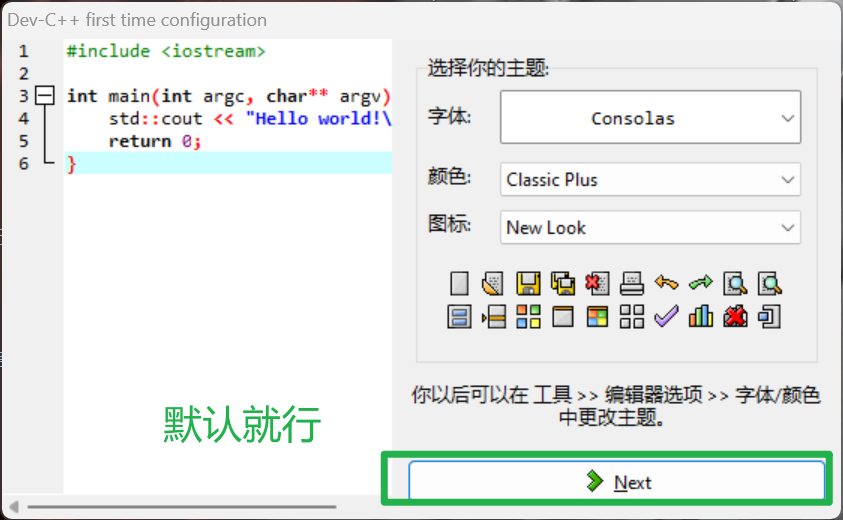 Dev-C++ first time configuration
1 #include <iostream>
2
3 int main(int argc, char** argv)
4 std::cout << "Hello world!\
5 return 0;
6 }
选择你的主题:
字体: Consolas
颜色: Classic Plus
图标: New Look
你以后可以在 工具 >> 编辑器选项 >> 字体/颜色
中更改主题。
默认就行
Next